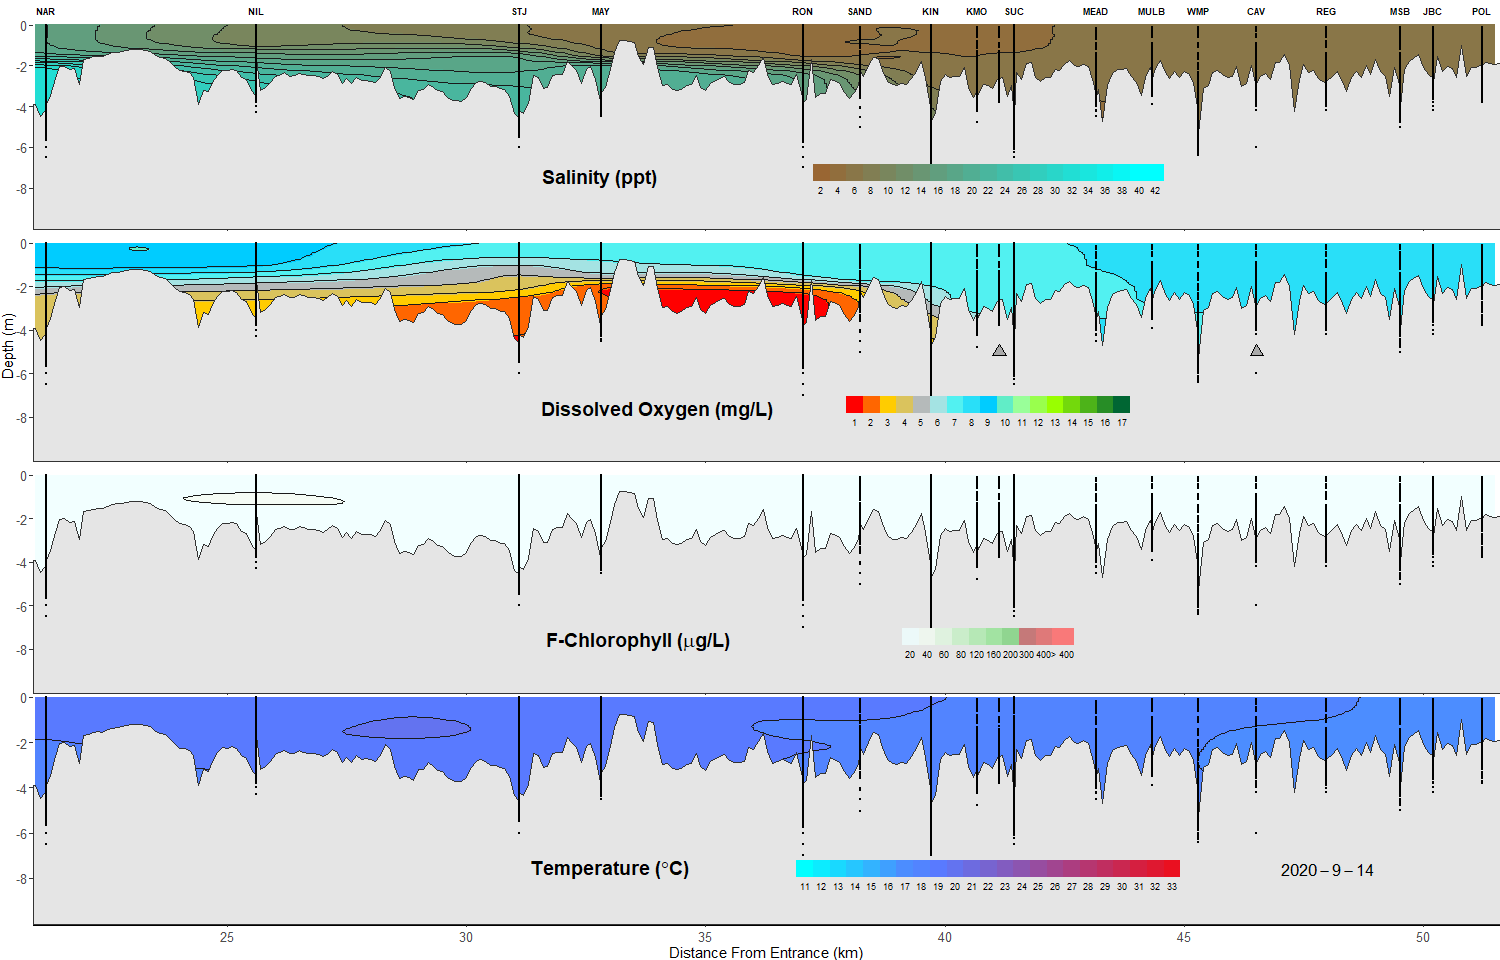 NAR NIL STJ MAY RON SAND KIN KMO SUC MEAD MULB WMP CAV REG MSB JBC POL
0
-2
-4
-6
-8
Salinity (ppt)
2 4 6 8 10 12 14 16 18 20 22 24 26 28 30 32 34 36 38 40 42
0
-2
-4
-6
-8
Depth (m)
Dissolved Oxygen (mg/L)
1 2 3 4 5 6 7 8 9 10 11 12 13 14 15 16 17
0
-2
-4
-6
-8
F-Chlorophyll (μg/L)
20 40 60 80 120 160 200 300 400 > 400
0
-2
-4
-6
-8
Temperature (°C)
11 12 13 14 15 16 17 18 19 20 21 22 23 24 25 26 27 28 29 30 31 32 33
2020 – 9 – 14
25 30 35 40 45 50
Distance From Entrance (km)